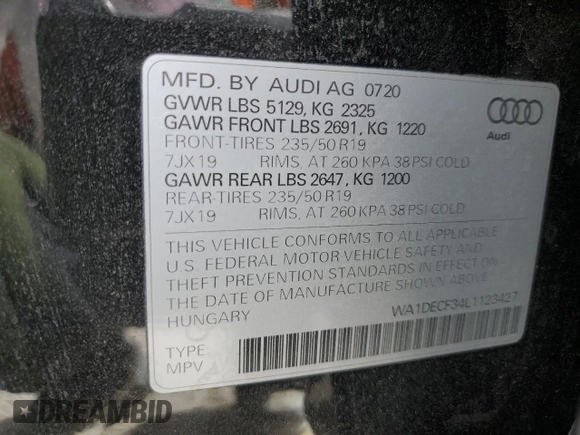 MFD. BY AUDI AG 07/20
GVWR LBS 5129, KG 2325
GAWR FRONT LBS 2691, KG 1220
FRONT-TIRES 235/50 R19
7JX19 RIMS, AT 260 KPA 38 PSI COLD
GAWR REAR LBS 2647, KG 1200
REAR-TIRES 235/50 R19
7JX19 RIMS, AT 260 KPA 38 PSI COLD
Audi
THIS VEHICLE CONFORMS TO ALL APPLICABLE
U.S. FEDERAL MOTOR VEHICLE SAFETY AND
THEFT PREVENTION STANDARDS IN EFFECT ON
THE DATE OF MANUFACTURE SHOWN ABOVE
HUNGARY
WA1DECF34L1123427
TYPE:
MPV
DREAMBID